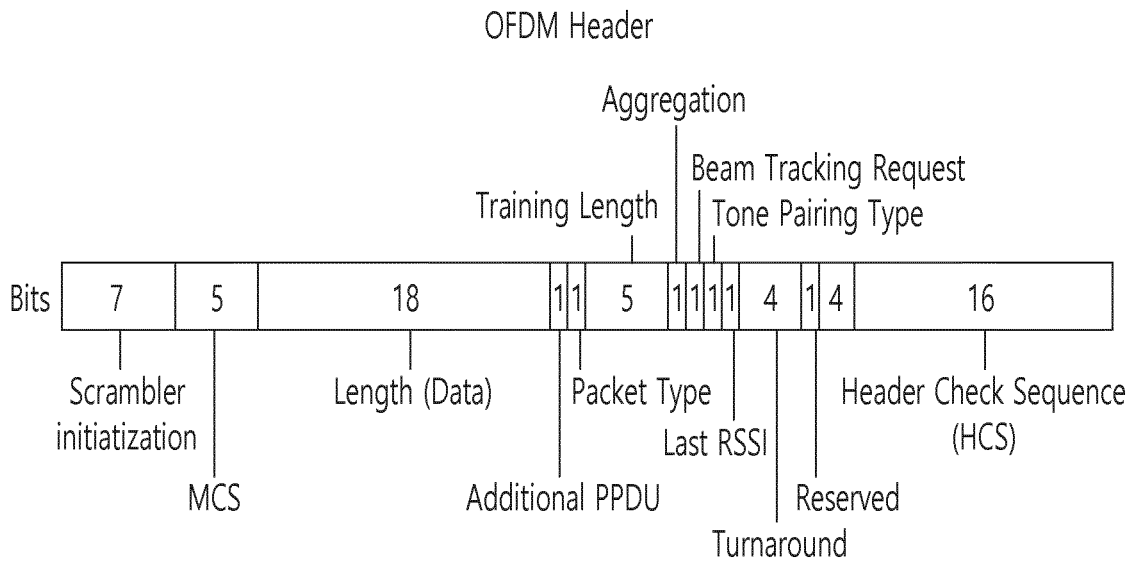 OFDM Header
Aggregation
Beam Tracking Request
Training Length
Tone Pairing Type
Bits 7 5 18 1 1 5 1 1 1 1 4 1 4 16
Scrambler
initiatization
Length (Data)
Packet Type
Header Check Sequence
(HCS)
Last RSSI
MCS
Additional PPDU
Reserved
Turnaround